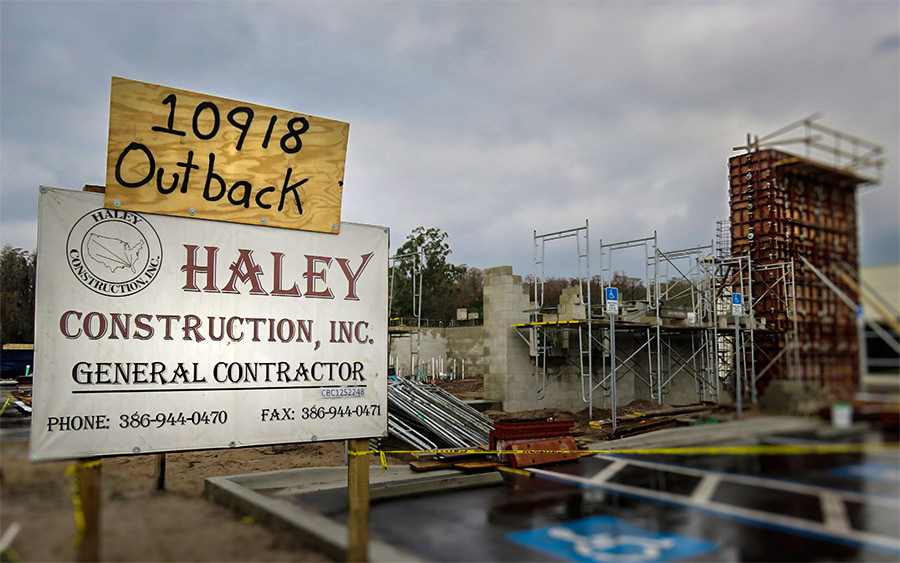 10918
Outback
HALEY
CONSTRUCTION, INC.
HALEY
CONSTRUCTION, INC.
GENERAL CONTRACTOR
CBC1252248
PHONE: 386-944-0470 FAX: 386-944-0471